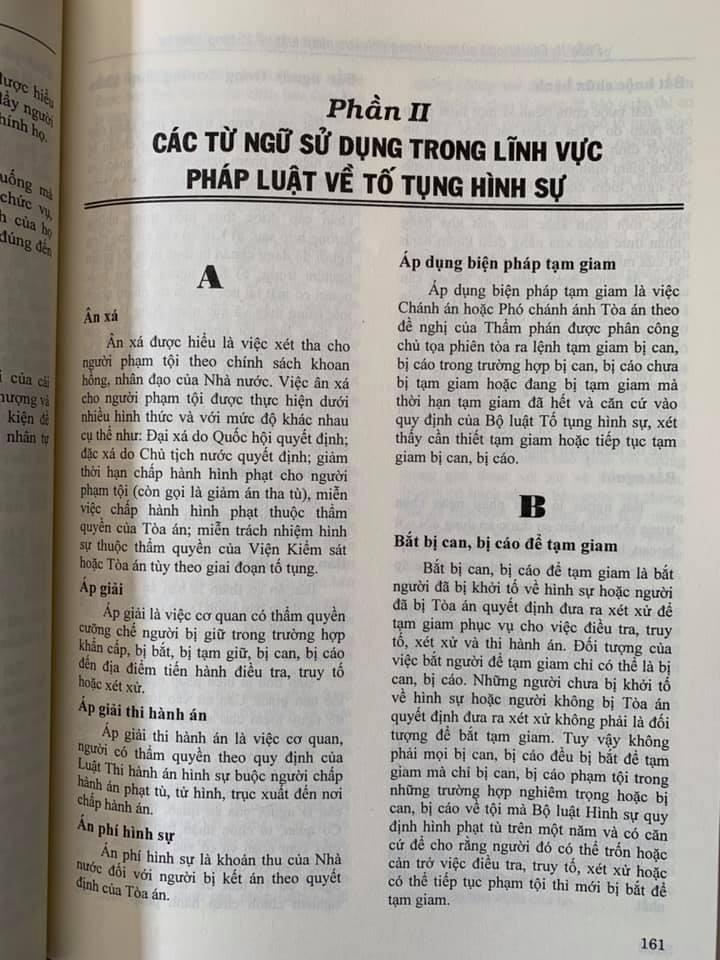 lược hiểu
lấy người
hính họ.
uống mà
chức vụ,
h của họ
đúng đến
i của cải
hượng và
kiện để
nhân tự
Phần II
CÁC TỪ NGỮ SỬ DỤNG TRONG LĨNH VỰC
PHÁP LUẬT VỀ TỐ TỤNG HÌNH SỰ
A
Ân xá
Ân xá được hiểu là việc xét tha cho
người phạm tội theo chính sách khoan
hồng, nhân đạo của Nhà nước. Việc ân xá
cho người phạm tội được thực hiện dưới
nhiều hình thức và với mức độ khác nhau
cụ thể như: Đại xá do Quốc hội quyết định;
đặc xá do Chủ tịch nước quyết định; giảm
thời hạn chấp hành hình phạt cho người
phạm tội (còn gọi là giảm án tha tù), miễn
việc chấp hành hình phạt thuộc thẩm
quyền của Tòa án; miễn trách nhiệm hình
sự thuộc thẩm quyền của Viện Kiểm sát
hoặc Tòa án tùy theo giai đoạn tố tụng.
Áp giải
Áp giải là việc cơ quan có thẩm quyền
cưỡng chế người bị giữ trong trường hợp
khẩn cấp, bị bắt, bị tạm giữ, bị can, bị cáo
đến địa điểm tiến hành điều tra, truy tố
hoặc xét xử.
Áp giải thi hành án
Áp giải thi hành án là việc cơ quan,
người có thẩm quyền theo quy định của
Luật Thi hành án hình sự buộc người chấp
hành án phạt tù, tử hình, trục xuất đến nơi
chấp hành án.
Án phí hình sự
Án phí hình sự là khoản thu của Nhà
nước đối với người bị kết án theo quyết
định của Tòa án.
Áp dụng biện pháp tạm giam
Áp dụng biện pháp tạm giam là việc
Chánh án hoặc Phó chánh ánh Tòa án theo
đề nghị của Thẩm phán được phân công
chủ tọa phiên tòa ra lệnh tạm giam bị can,
bị cáo trong trường hợp bị can, bị cáo chưa
bị tạm giam hoặc đang bị tạm giam mà
thời hạn tạm giam đã hết và căn cứ vào
quy định của Bộ luật Tố tụng hình sự, xét
thấy cần thiết tạm giam hoặc tiếp tục tạm
giam bị can, bị cáo.
B
Bắt bị can, bị cáo để tạm giam
Bắt bị can, bị cáo để tạm giam là bắt
người đã bị khởi tố về hình sự hoặc người
đã bị Tòa án quyết định đưa ra xét xử để
tạm giam phục vụ cho việc điều tra, truy
tố, xét xử và thi hành án. Đối tượng của
việc bắt người để tạm giam chỉ có thể là bị
can, bị cáo. Những người chưa bị khởi tố
về hình sự hoặc người không bị Tòa án
quyết định đưa ra xét xử không phải là đối
tượng để bắt tạm giam. Tuy vậy không
phải mọi bị can, bị cáo đều bị bắt để tạm
giam mà chỉ bị can, bị cáo phạm tội trong
những trường hợp nghiêm trọng hoặc bị
can, bị cáo về tội mà Bộ luật Hình sự quy
định hình phạt tù trên một năm và có căn
cứ để cho rằng người đó có thể trốn hoặc
cản trở việc điều tra, truy tố, xét xử hoặc
có thể tiếp tục phạm tội thì mới bị bắt để
tạm giam.
161